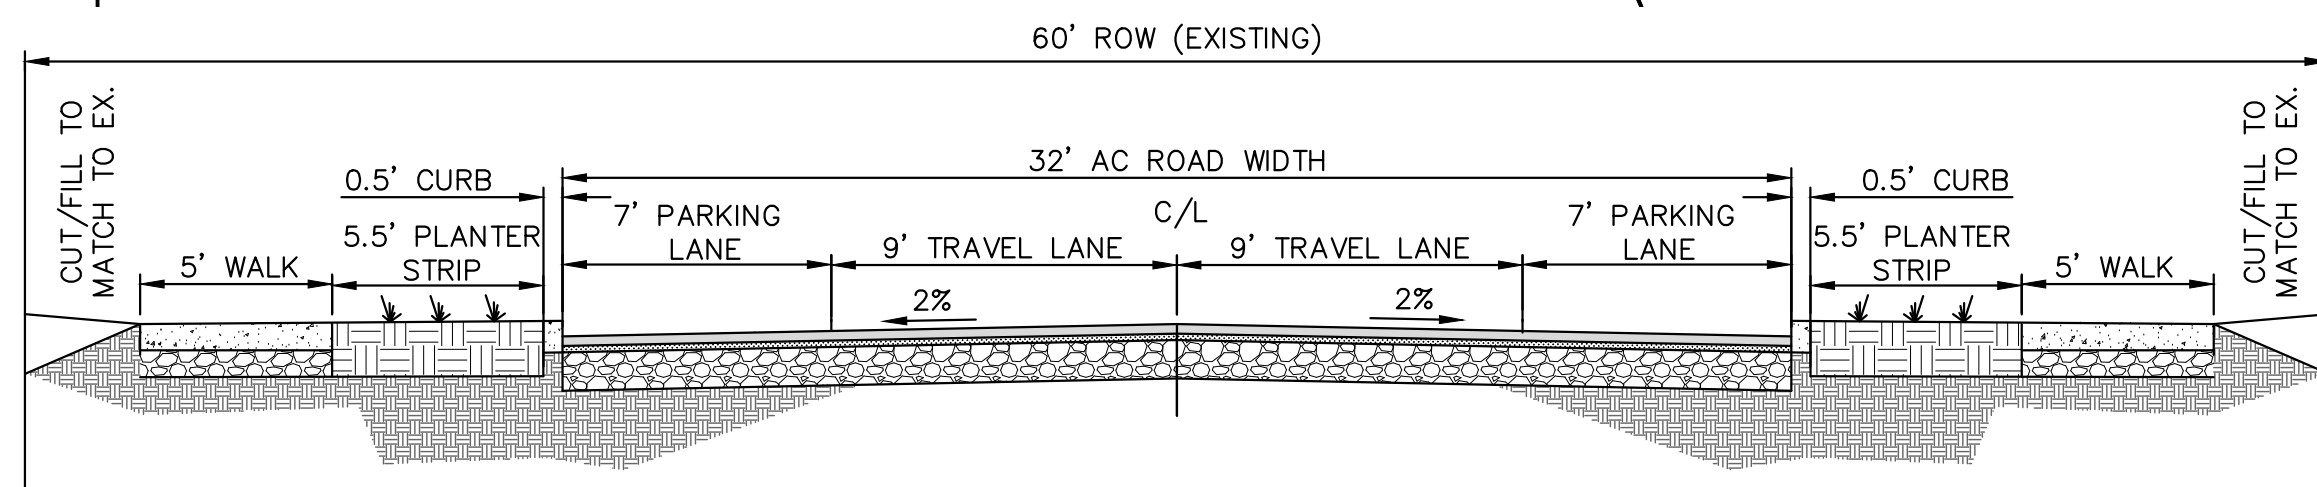 60' ROW (EXISTING)
CUT/FILL TO
MATCH TO EX.
32' AC ROAD WIDTH
0.5' CURB
0.5' CURB
7' PARKING
LANE
C/L
7' PARKING
LANE
5.5' PLANTER
STRIP
9' TRAVEL LANE
9' TRAVEL LANE
5.5' PLANTER
STRIP
5' WALK
5' WALK
2%
2%
CUT/FILL TO
MATCH TO EX.